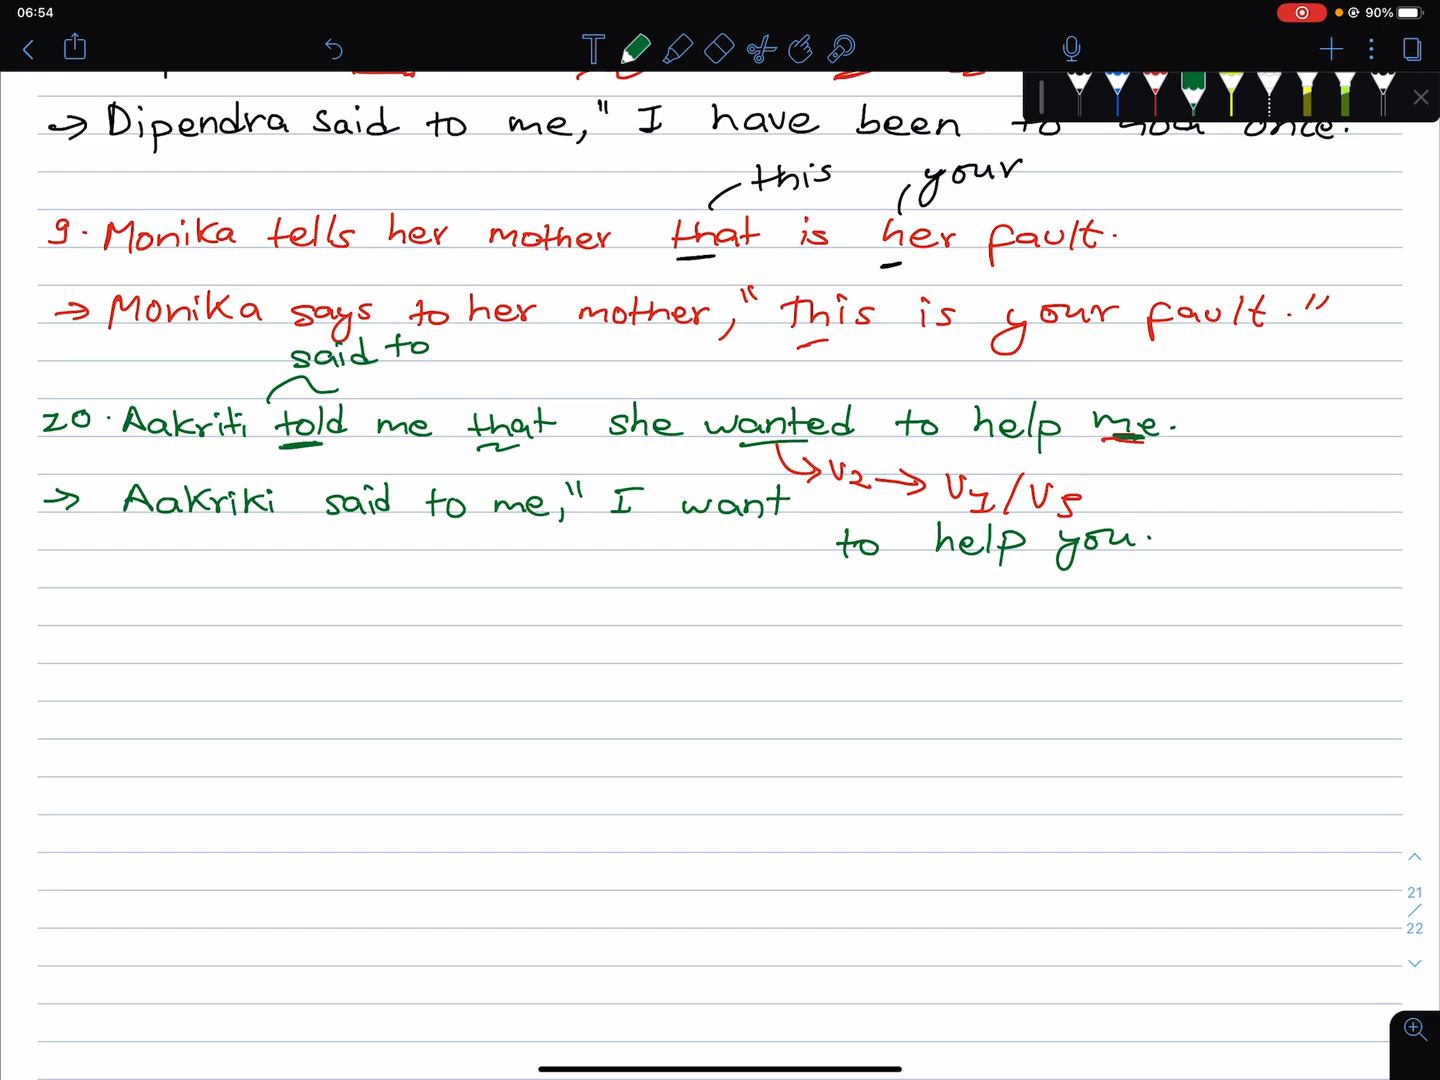 06:54
90%
→ Dipendra said to me," I have been to once.
this your
9. Monika tells her mother that is her fault.
→ Monika says to her mother," This is your fault."
said to
20. Aakriti told me that she wanted to help me.
→ V2 → V1/V5
→ Aakriki said to me," I want
to help you.
21
/
22